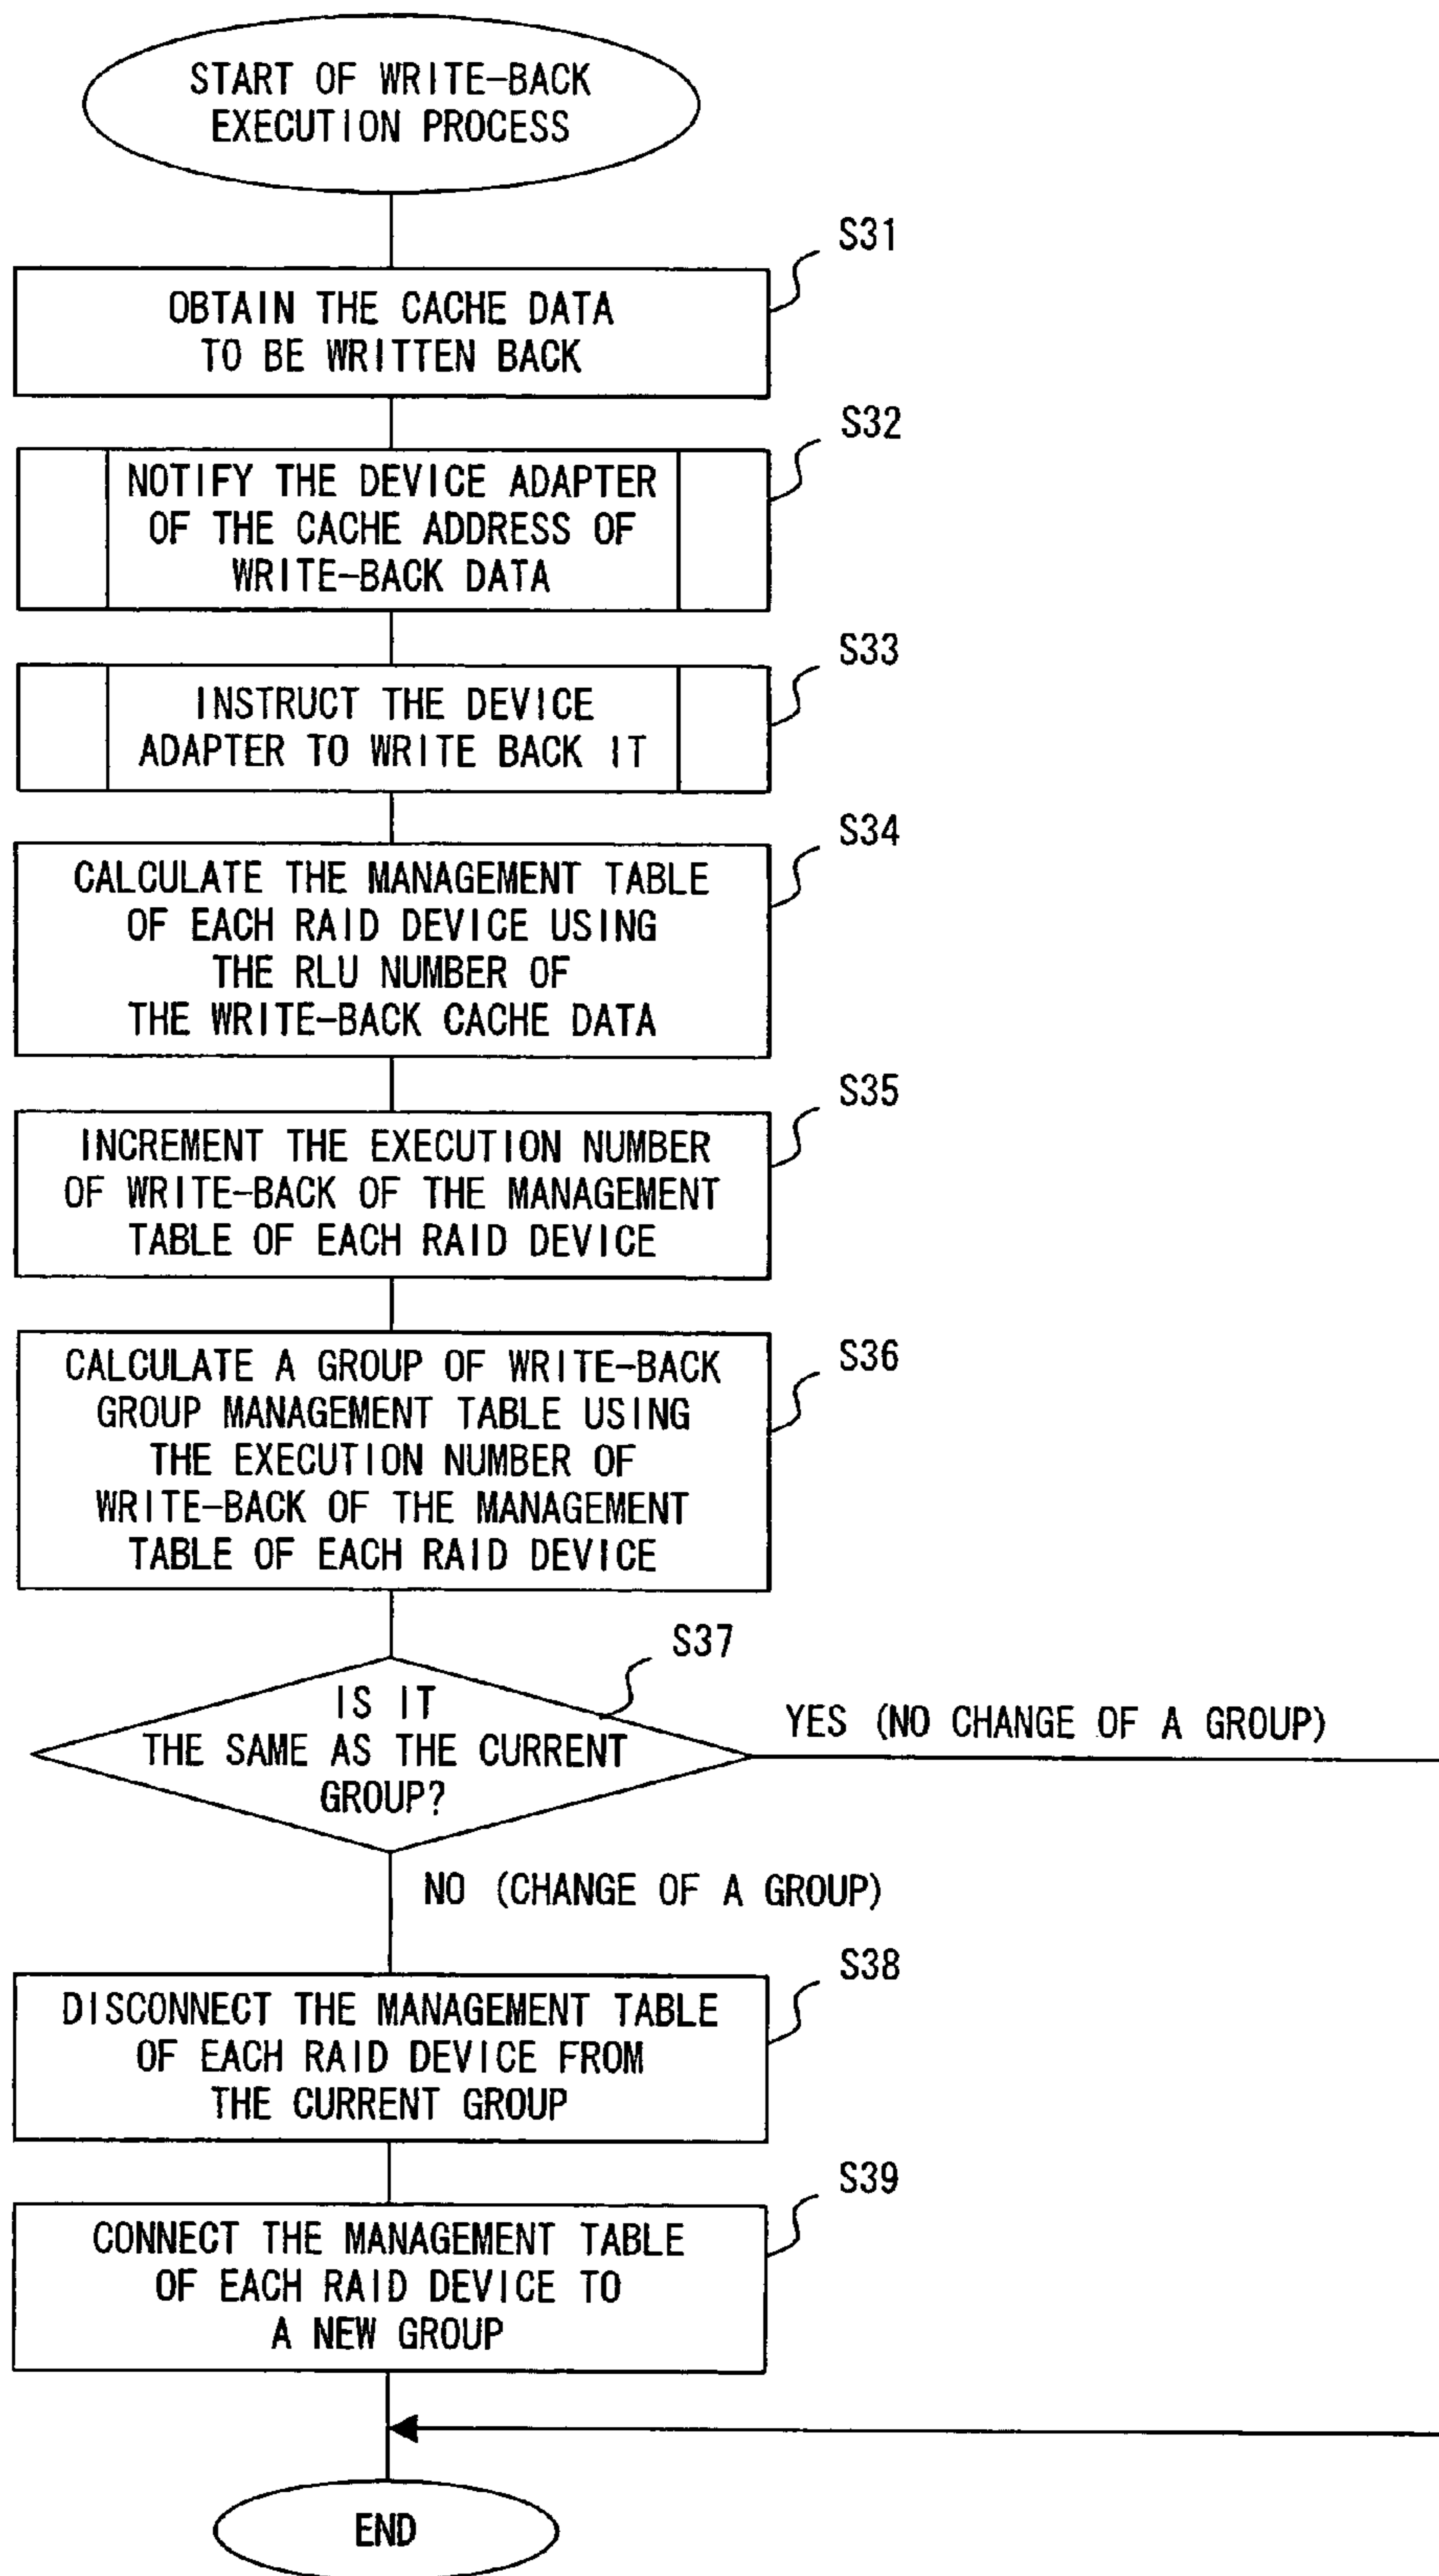 START OF WRITE-BACK
EXECUTION PROCESS
S31
OBTAIN THE CACHE DATA
TO BE WRITTEN BACK
S32
NOTIFY THE DEVICE ADAPTER
OF THE CACHE ADDRESS OF
WRITE-BACK DATA
S33
INSTRUCT THE DEVICE
ADAPTER TO WRITE BACK IT
S34
CALCULATE THE MANAGEMENT TABLE
OF EACH RAID DEVICE USING
THE RLU NUMBER OF
THE WRITE-BACK CACHE DATA
S35
INCREMENT THE EXECUTION NUMBER
OF WRITE-BACK OF THE MANAGEMENT
TABLE OF EACH RAID DEVICE
S36
CALCULATE A GROUP OF WRITE-BACK
GROUP MANAGEMENT TABLE USING
THE EXECUTION NUMBER OF
WRITE-BACK OF THE MANAGEMENT
TABLE OF EACH RAID DEVICE
S37
IS IT
THE SAME AS THE CURRENT
GROUP?
YES (NO CHANGE OF A GROUP)
NO (CHANGE OF A GROUP)
S38
DISCONNECT THE MANAGEMENT TABLE
OF EACH RAID DEVICE FROM
THE CURRENT GROUP
S39
CONNECT THE MANAGEMENT TABLE
OF EACH RAID DEVICE TO
A NEW GROUP
END